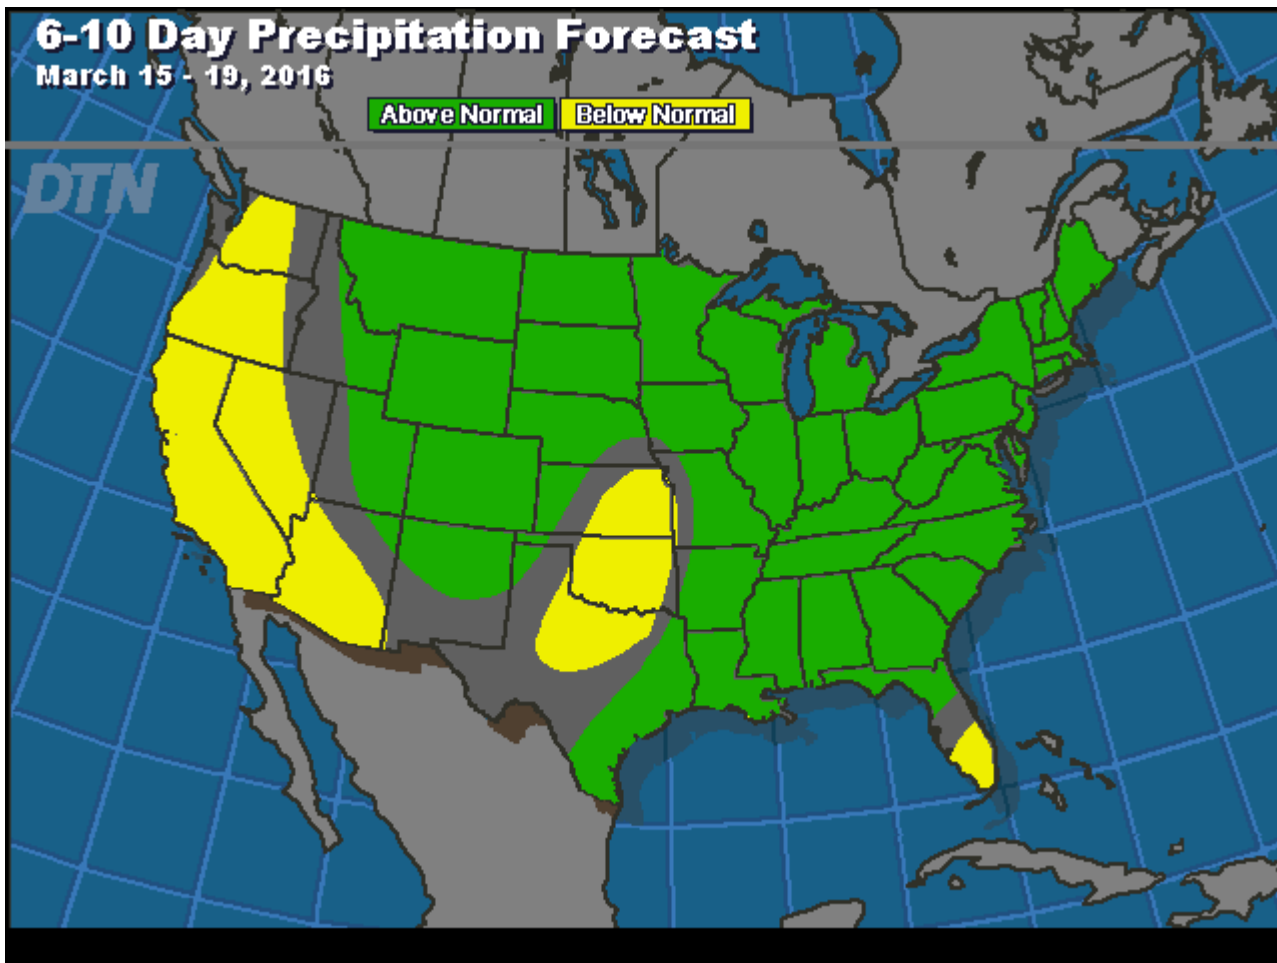 6-10 Day Precipitation Forecast
March 15 - 19, 2016
Above Normal Below Normal
DTN